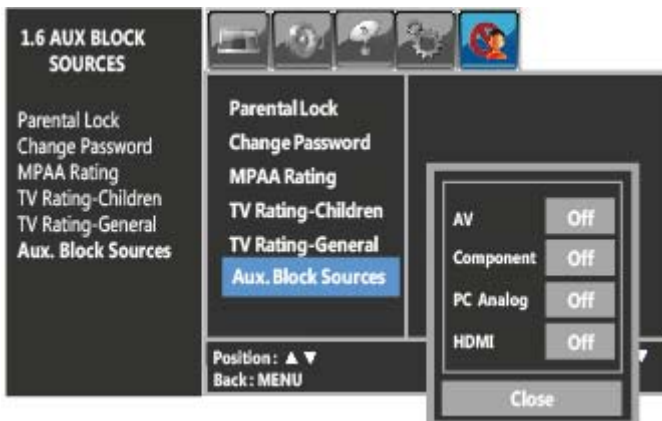 1.6 AUX BLOCK
SOURCES
Parental Lock
Change Password
MPAA Rating
TV Rating-Children
TV Rating-General
Aux. Block Sources
Parental Lock
Change Password
MPAA Rating
TV Rating-Children
TV Rating-General
Aux. Block Sources
Position : ▲ ▼
Back : MENU
AV Off
Component Off
PC Analog Off
HDMI Off
Close